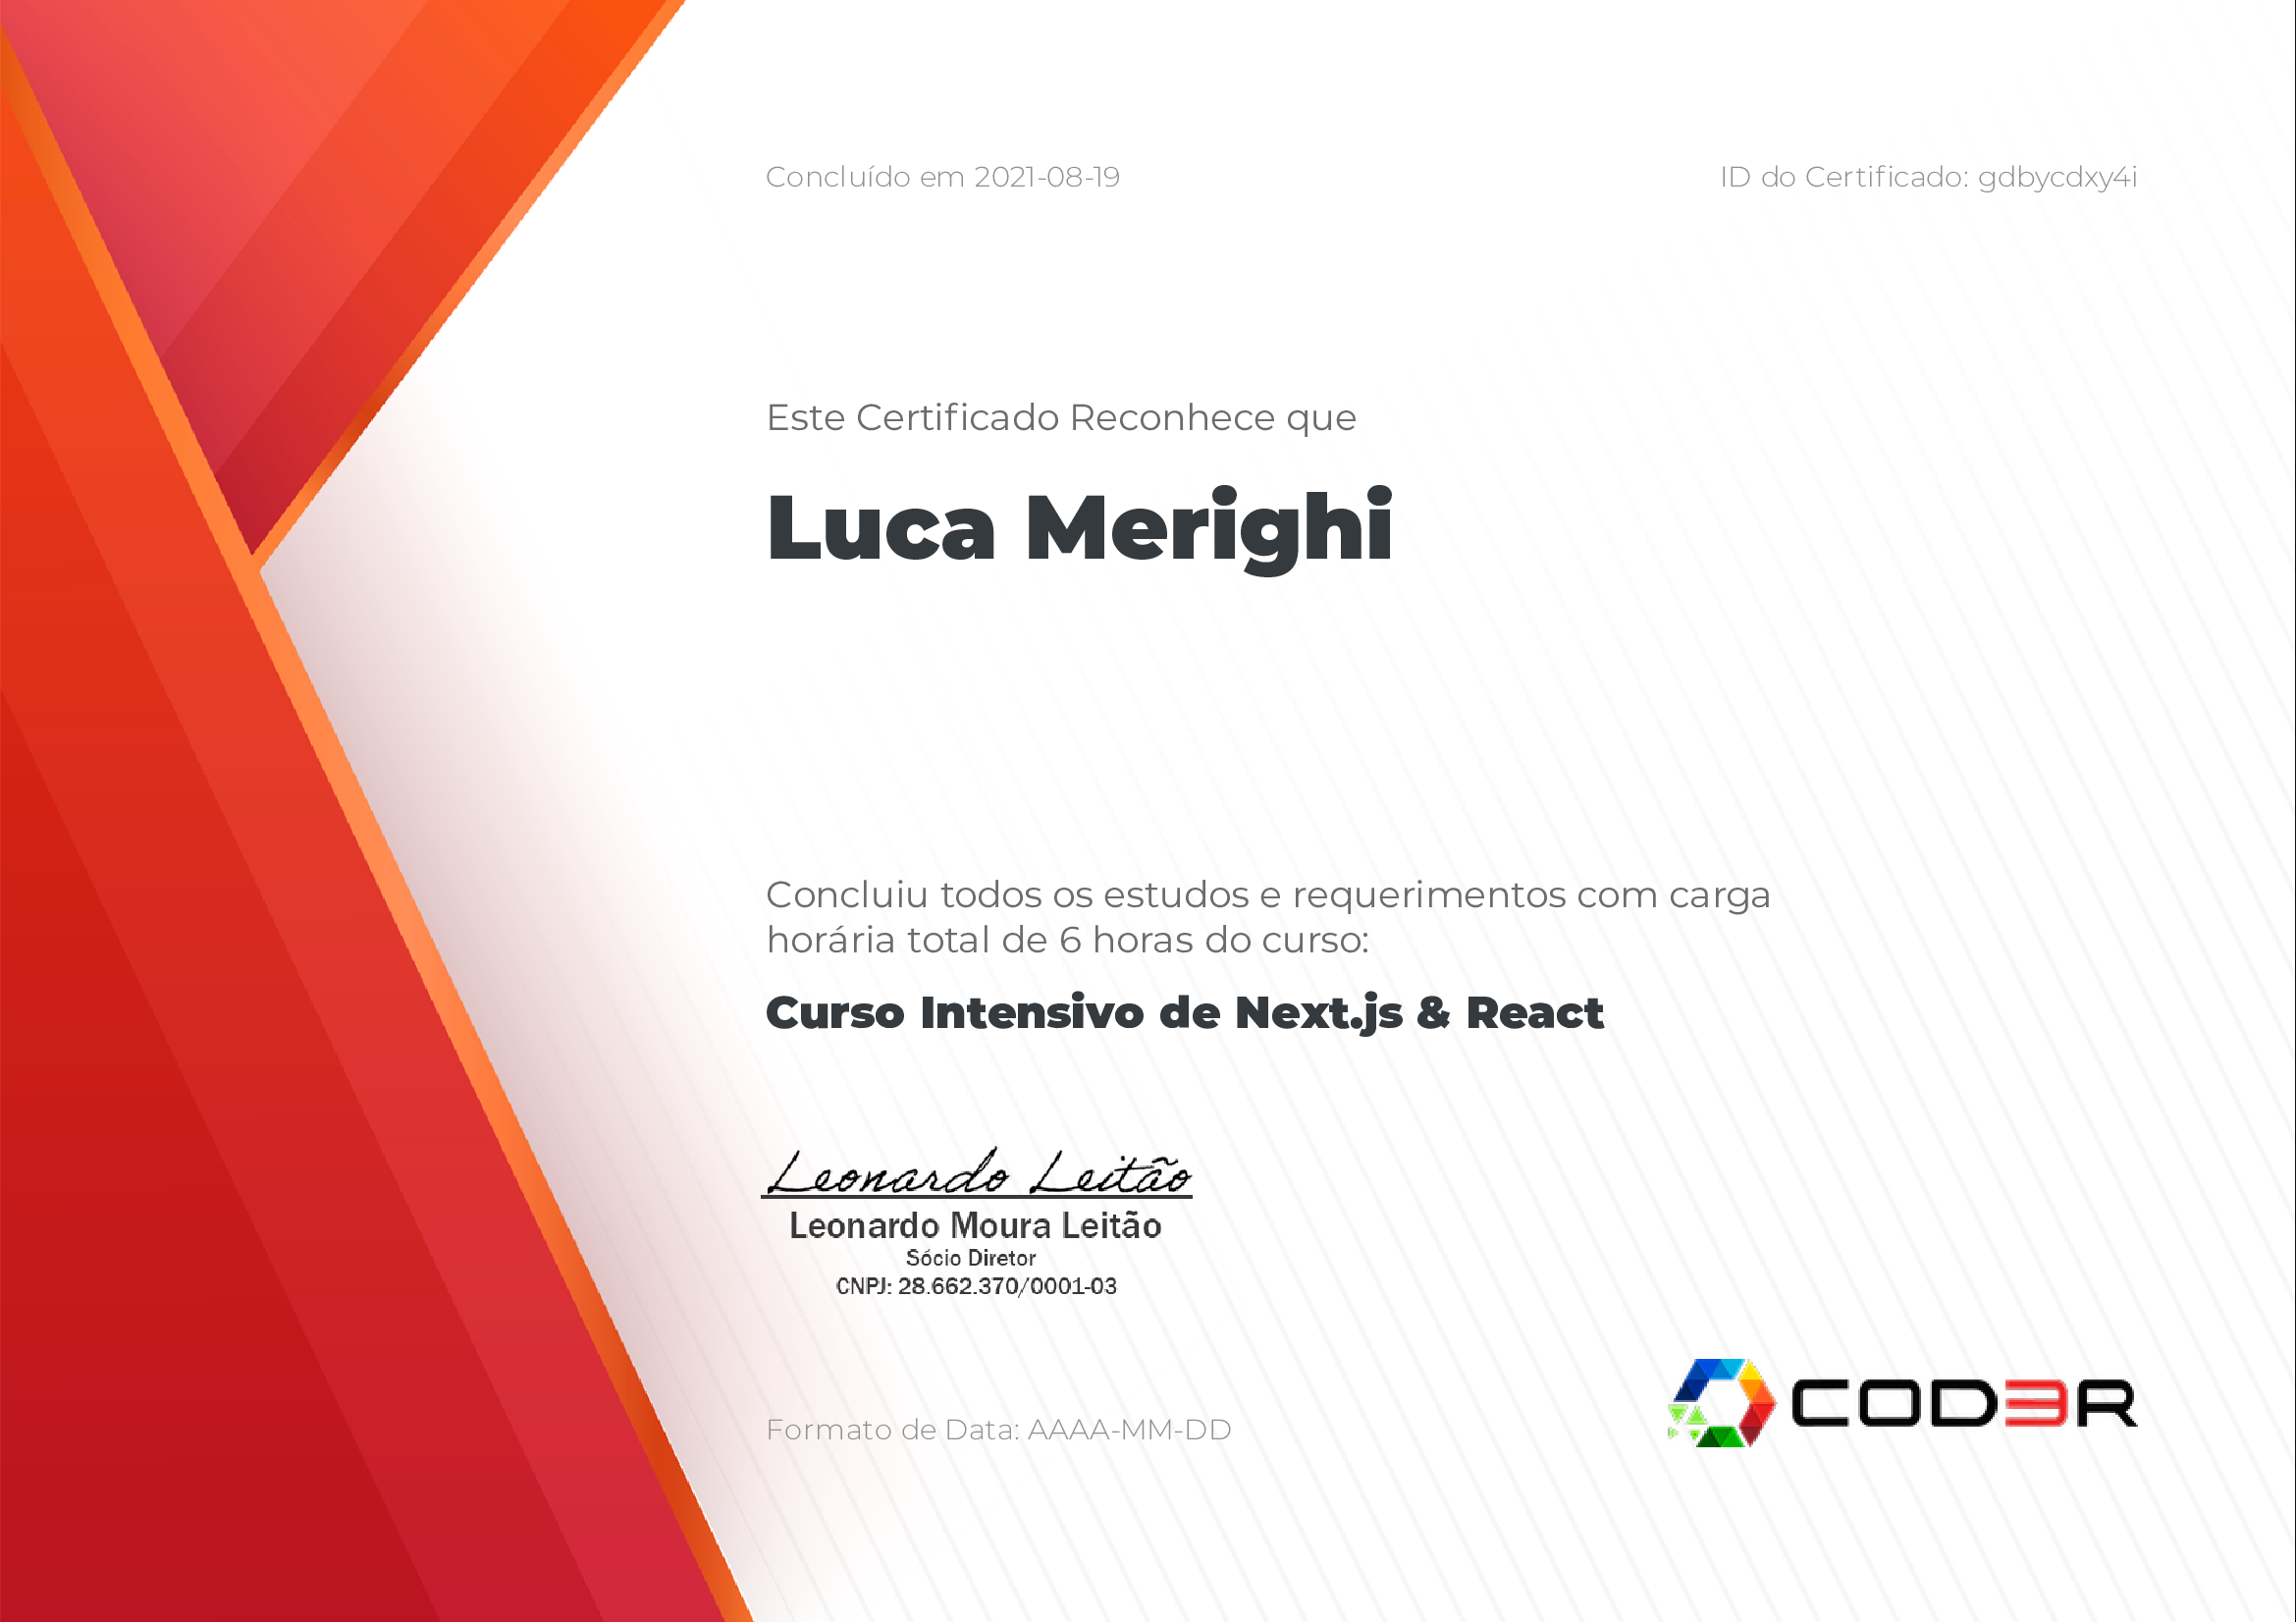 Concluído em 2021-08-19
ID do Certificado: gdbycdxy4i
Este Certificado Reconhece que
Luca Merighi
Concluiu todos os estudos e requerimentos com carga
horária total de 6 horas do curso:
Curso Intensivo de Next.js & React
Leonardo Leitão
Leonardo Moura Leitão
Sócio Diretor
CNPJ: 28.662.370/0001-03
Formato de Data: AAAA-MM-DD
COD3R